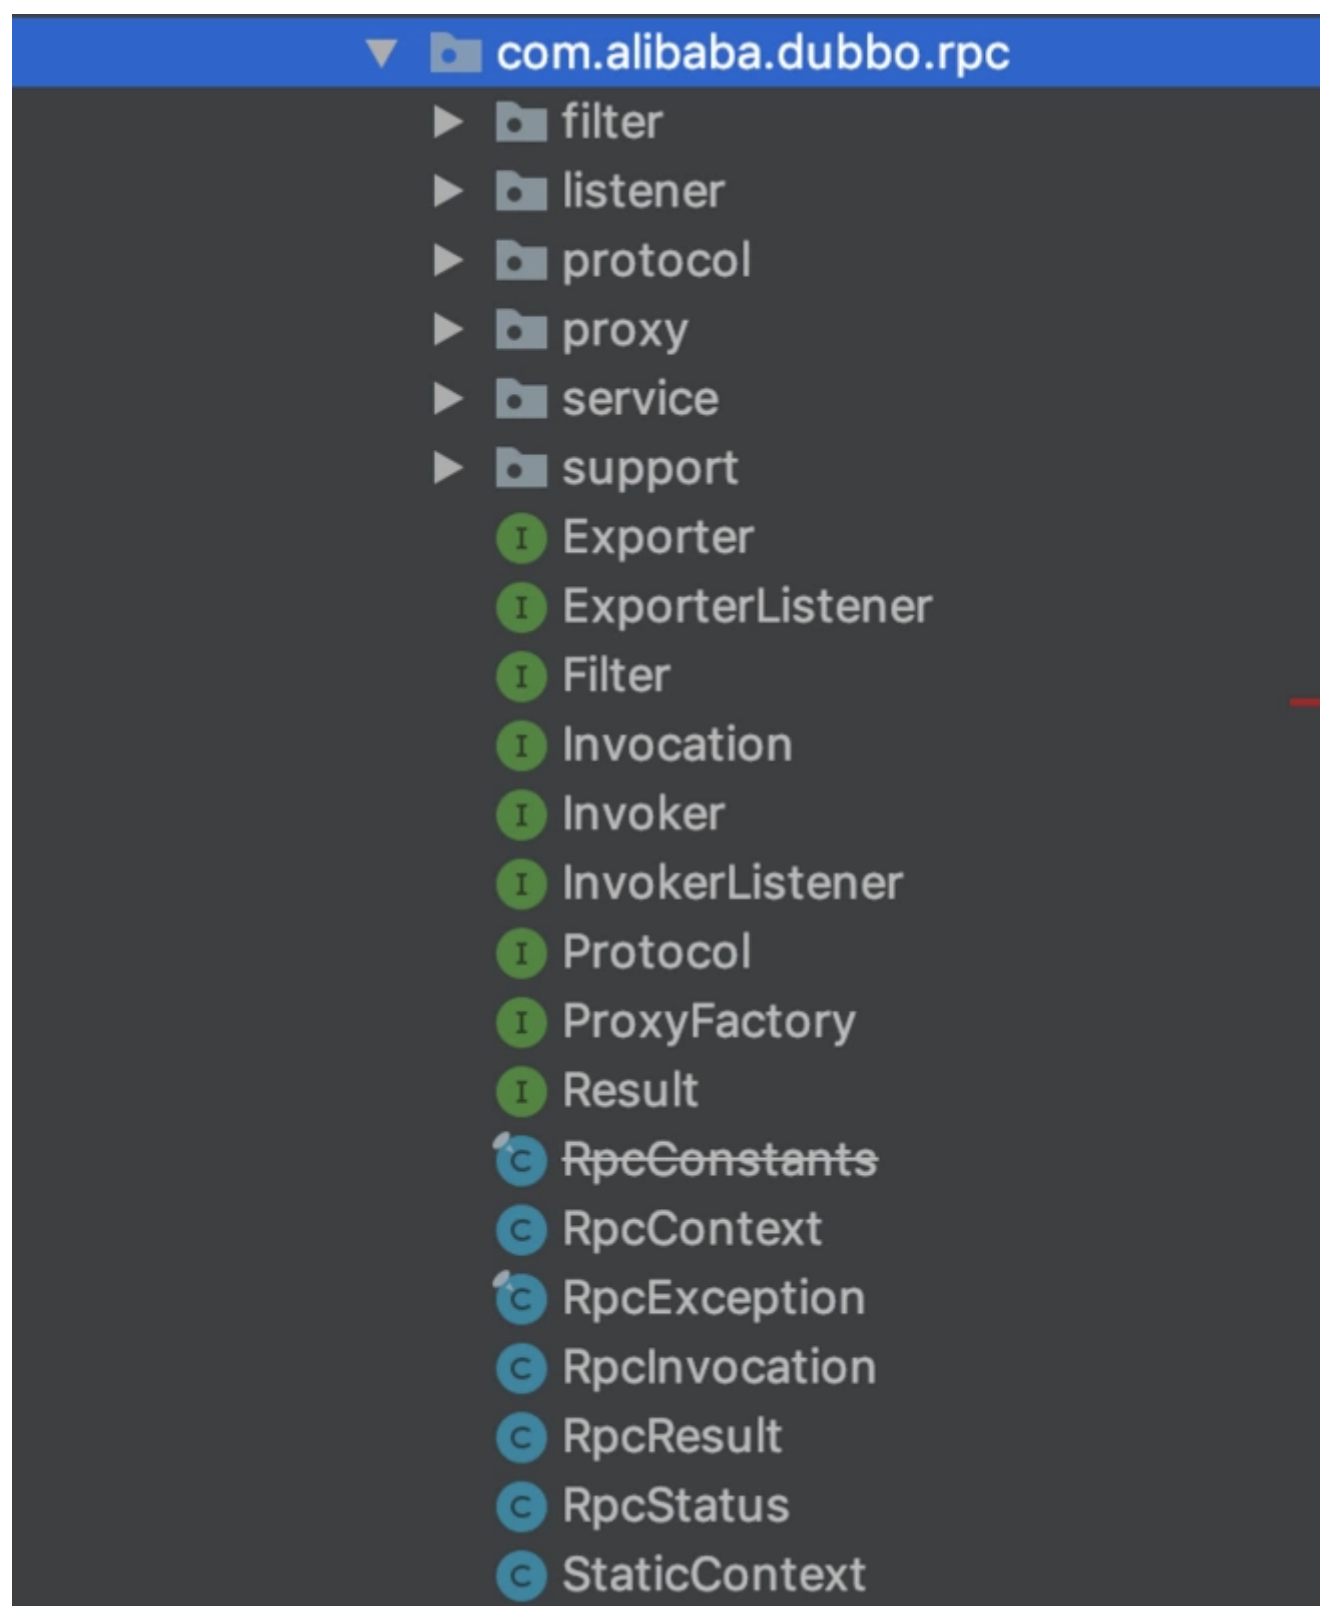 com.alibaba.dubbo.rpc
filter
listener
protocol
proxy
service
support
I Exporter
I ExporterListener
I Filter
I Invocation
I Invoker
I InvokerListener
I Protocol
I ProxyFactory
I Result
C RpcConstants
C RpcContext
C RpcException
C RpcInvocation
C RpcResult
C RpcStatus
C StaticContext